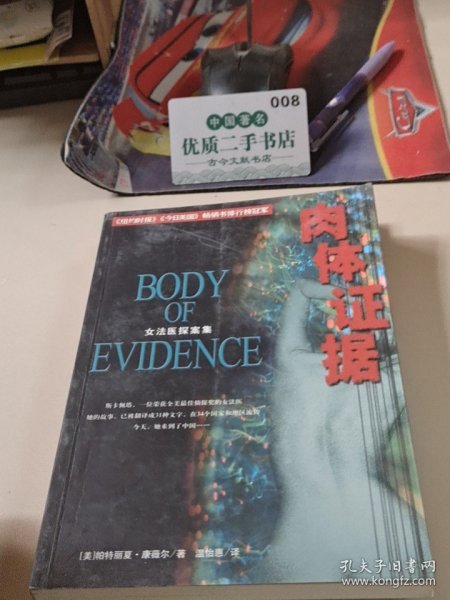 008
中国著名
优质二手书店
古今文献书店
《纽约时报》《今日美国》畅销书排行榜冠军
肉体证据
BODY
OF
女法医探案集
EVIDENCE
斯卡佩塔，一位荣获全美最佳侦探奖的女法医
她的故事，已被翻译成31种文字，在34个国家和地区流传
今天，她来到了中国——
[美]帕特丽夏·康薇尔/著 温怡惠/译
孔夫子旧书网